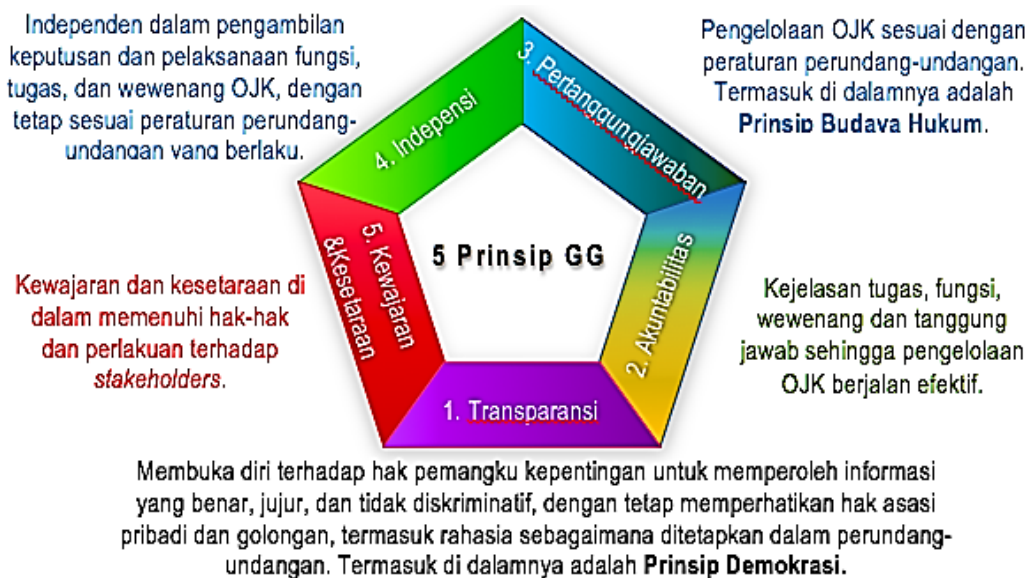 Independen dalam pengambilan
keputusan dan pelaksanaan fungsi,
tugas, dan wewenang OJK, dengan
tetap sesuai peraturan perundang-
undangan yang berlaku.
Pengelolaan OJK sesuai dengan
peraturan perundang-undangan.
Termasuk di dalamnya adalah
Prinsip Budaya Hukum.
4. Indepensi
3. Pertanggungjawaban
5. Kewajaran
&Kesetaraan
5 Prinsip GG
2. Akuntabilitas
1. Transparansi
Kewajaran dan kesetaraan di
dalam memenuhi hak-hak
dan perlakuan terhadap
stakeholders.
Kejelasan tugas, fungsi,
wewenang dan tanggung
jawab sehingga pengelolaan
OJK berjalan efektif.
Membuka diri terhadap hak pemangku kepentingan untuk memperoleh informasi
yang benar, jujur, dan tidak diskriminatif, dengan tetap memperhatikan hak asasi
pribadi dan golongan, termasuk rahasia sebagaimana ditetapkan dalam perundang-
undangan. Termasuk di dalamnya adalah Prinsip Demokrasi.